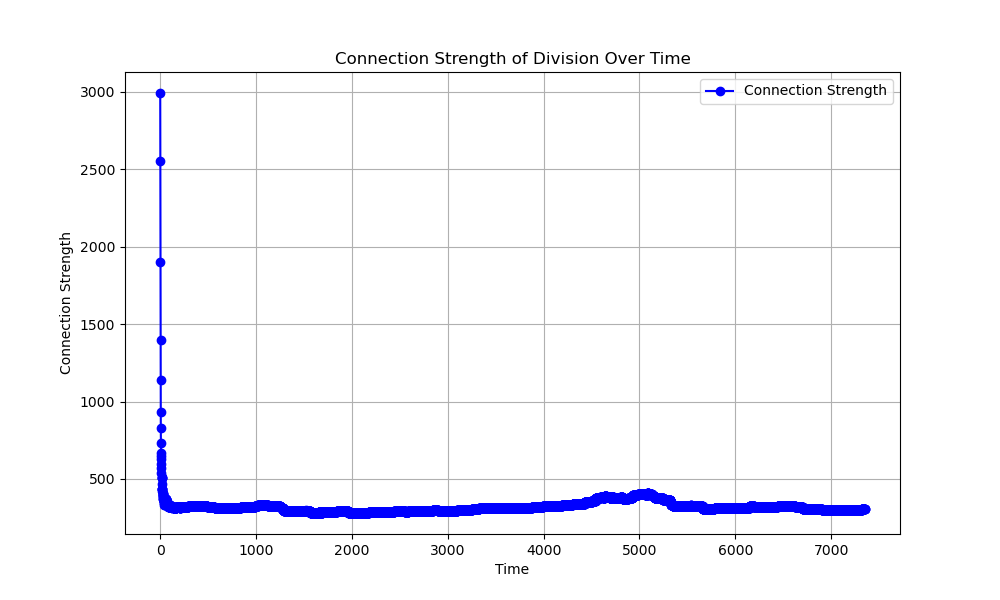 Connection Strength of Division Over Time
Connection Strength
3000
2500
2000
1500
1000
500
Connection Strength
0 1000 2000 3000 4000 5000 6000 7000
Time